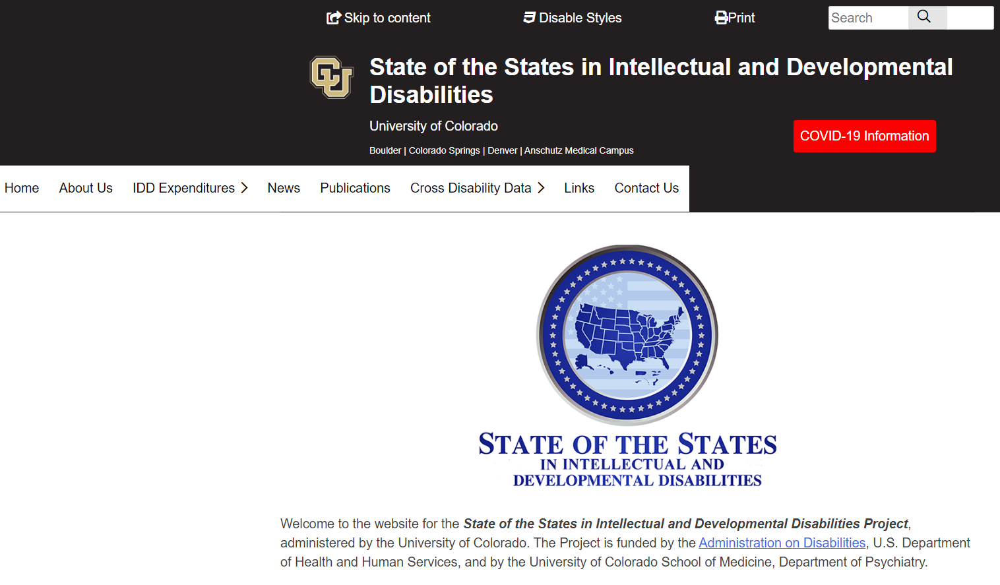 Skip to content
Disable Styles
Print
Search
CU
State of the States in Intellectual and Developmental
Disabilities
University of Colorado
Boulder | Colorado Springs | Denver | Anschutz Medical Campus
COVID-19 Information
Home
About Us
IDD Expenditures
News
Publications
Cross Disability Data
Links
Contact Us
STATE OF THE STATES
IN INTELLECTUAL AND
DEVELOPMENTAL DISABILITIES
Welcome to the website for the State of the States in Intellectual and Developmental Disabilities Project,
administered by the University of Colorado. The Project is funded by the Administration on Disabilities, U.S. Department
of Health and Human Services, and by the University of Colorado School of Medicine, Department of Psychiatry.